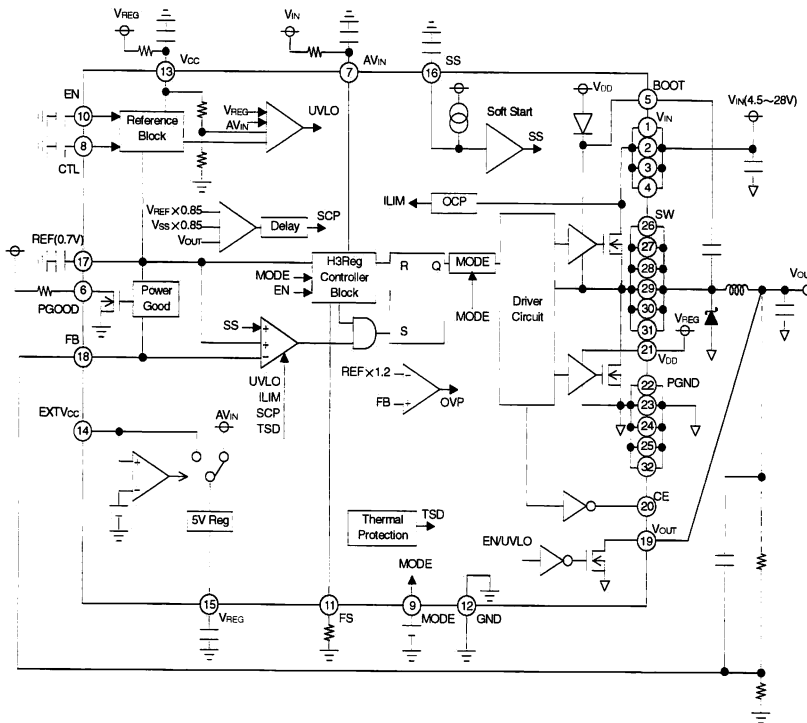 VREG
VIN
VCC
13
7
AVIN
16
SS
BOOT
5
VIN(4.5~28V)
EN
10
8
CTL
Reference
Block
VREG
AVIN
UVLO
Soft Start
SS
VDD
1
VIN
2
3
4
ILIM
OCP
VREF×0.85
VSS×0.85
VOUT
Delay
SCP
SW
26
27
28
29
30
31
REF(0.7V)
17
6
PGOOD
Power
Good
MODE
EN
H3Reg
Controller
Block
R
Q
S
MODE
MODE
Driver
Circuit
VOUT
VREG
21
VDD
FB
18
SS
+
+
−
UVLO
ILIM
SCP
TSD
REF×1.2
−
FB
+
OVP
22
PGND
23
24
25
32
EXTVCC
14
AVIN
+
−
5V Reg
Thermal
Protection
TSD
CE
20
VOUT
19
EN/UVLO
MODE
15
VREG
11
FS
9
MODE
12
GND